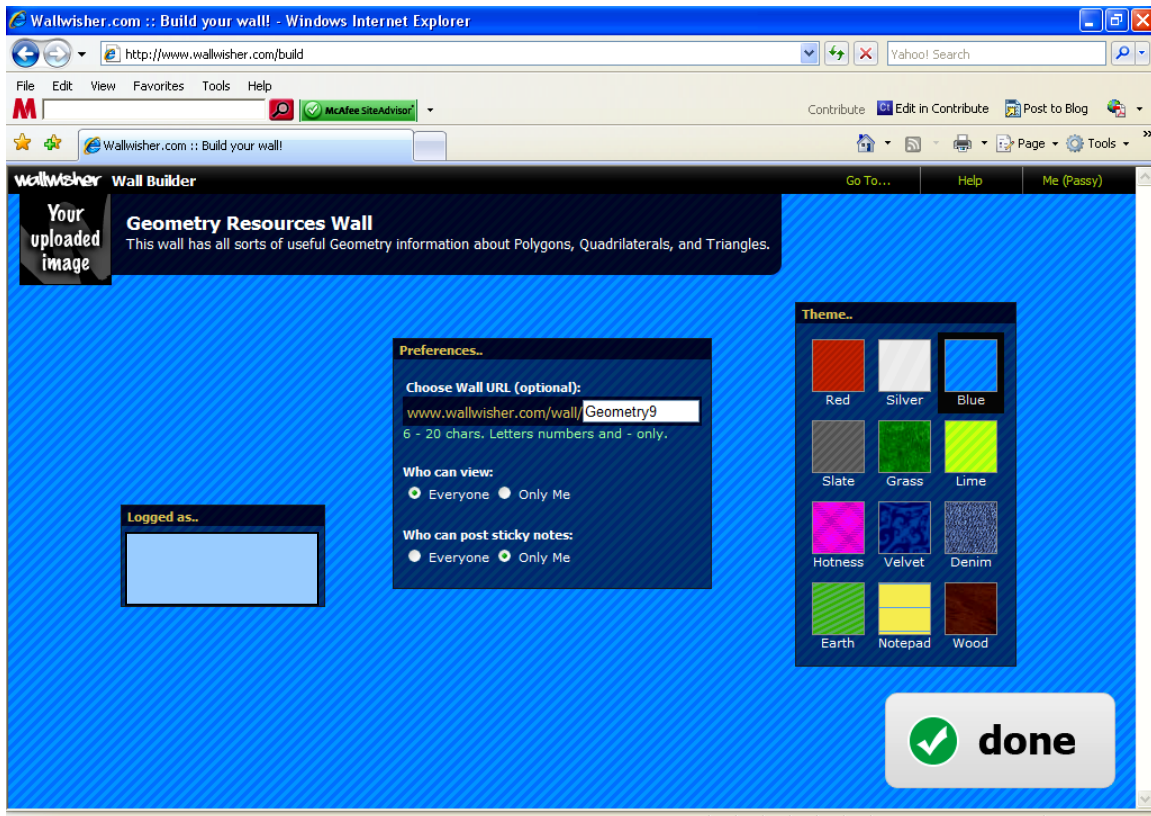 Wallwisher.com :: Build your wall! - Windows Internet Explorer
http://www.wallwisher.com/build
Yahoo! Search
File Edit View Favorites Tools Help
M McAfee SiteAdvisor Contribute Ct Edit in Contribute Post to Blog
Wallwisher.com :: Build your wall! Page Tools »
wallwisher Wall Builder Go To... Help Me (Passy)
Your
uploaded
image
Geometry Resources Wall
This wall has all sorts of useful Geometry information about Polygons, Quadrilaterals, and Triangles.
Preferences..
Choose Wall URL (optional):
www.wallwisher.com/wall/Geometry9
6 - 20 chars. Letters numbers and - only.
Who can view:
Everyone Only Me
Who can post sticky notes:
Everyone Only Me
Logged as..
Theme..
Red Silver Blue
Slate Grass Lime
Hotness Velvet Denim
Earth Notepad Wood
done